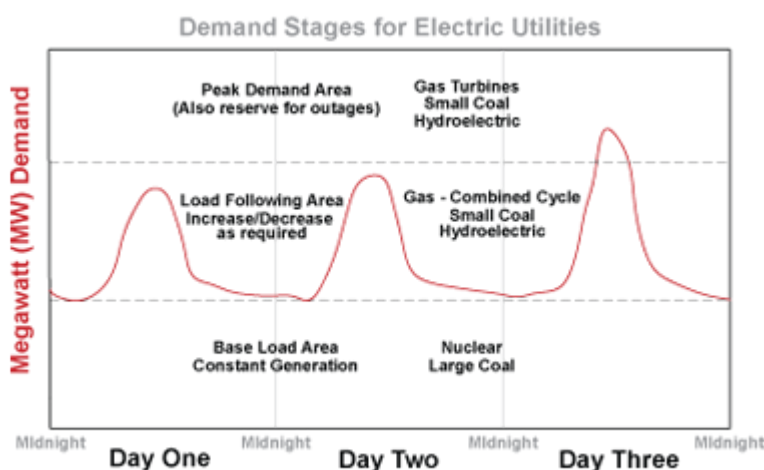 Demand Stages for Electric Utilities
Megawatt (MW) Demand
Peak Demand Area
(Also reserve for outages)
Gas Turbines
Small Coal
Hydroelectric
Load Following Area
Increase/Decrease
as required
Gas - Combined Cycle
Small Coal
Hydroelectric
Base Load Area
Constant Generation
Nuclear
Large Coal
MIdnight
MIdnight
MIdnight
MIdnight
Day One
Day Two
Day Three